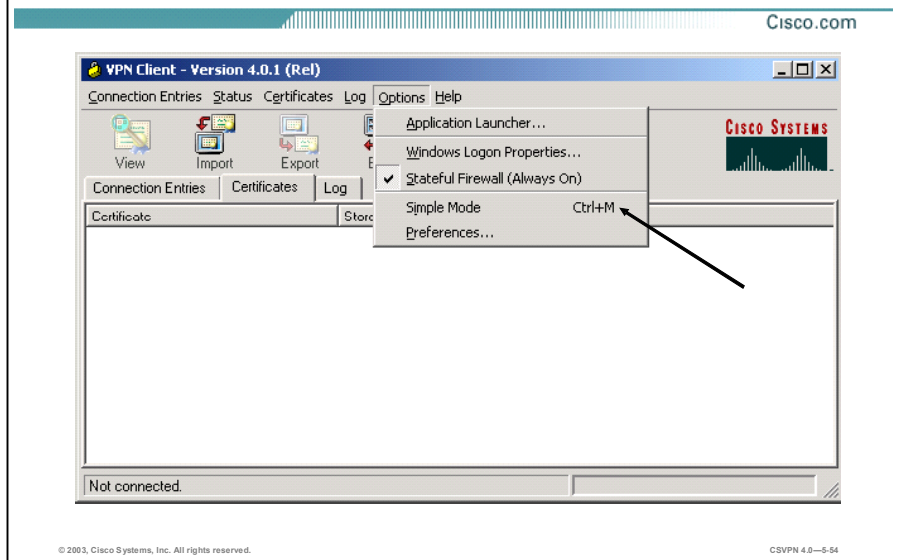 Cisco.com
VPN Client - Version 4.0.1 (Rel)
Connection Entries Status Certificates Log Options Help
Application Launcher...
Windows Logon Properties...
Stateful Firewall (Always On)
Simple Mode Ctrl+M
Preferences...
CISCO SYSTEMS
View Import Export
Connection Entries Certificates Log
Certificate
Not connected.
© 2003, Cisco Systems, Inc. All rights reserved.
CSVPN 4.0—5-54